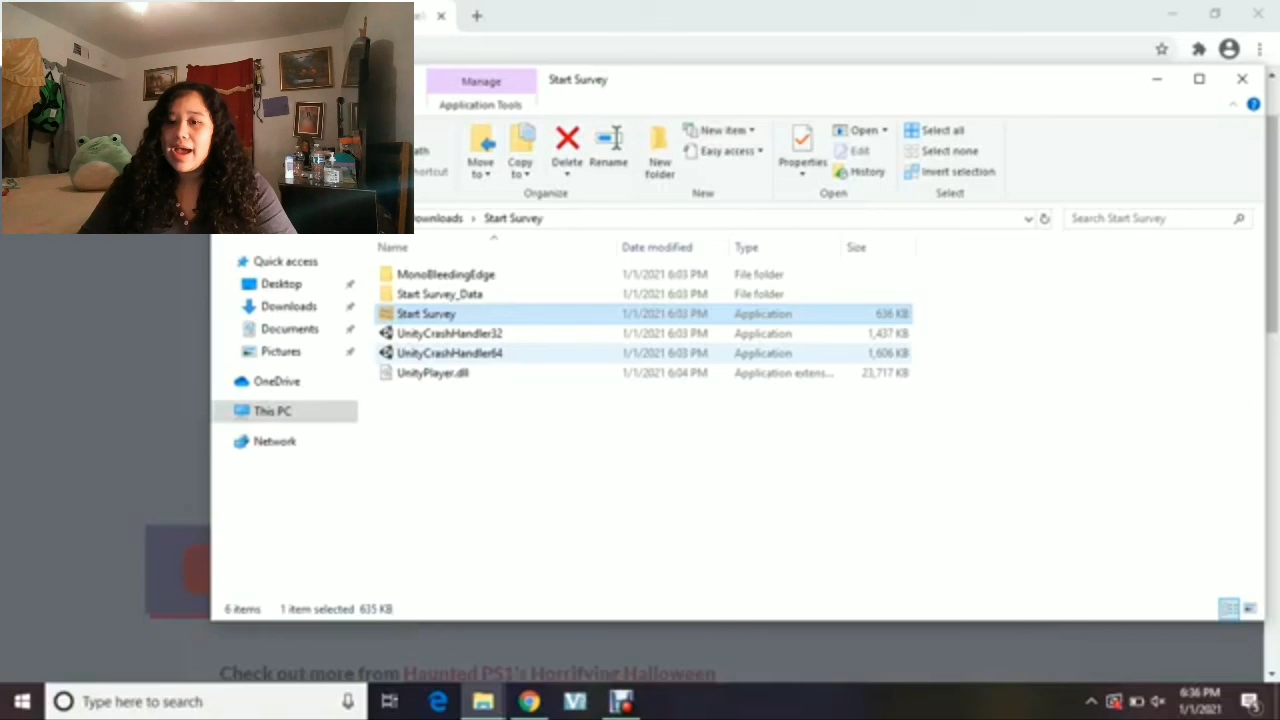 Manage
Start Survey
Application Tools
Move to
Copy to
Delete
Rename
New folder
New item
Easy access
Properties
Open
Edit
History
Select all
Select none
Invert selection
Organize
New
Open
Select
Start Survey
Search Start Survey
Name Date modified Type Size
Quick access
Desktop
Downloads
Documents
Pictures
OneDrive
This PC
Network
MonoBleedingEdge 1/1/2021 6:03 PM File folder
Start Survey_Data 1/1/2021 6:03 PM File folder
Start Survey 1/1/2021 6:03 PM Application 636 KB
UnityCrashHandler32 1/1/2021 6:03 PM Application 1,437 KB
UnityCrashHandler64 1/1/2021 6:03 PM Application 1,606 KB
UnityPlayer.dll 1/1/2021 6:04 PM Application extens... 23,717 KB
6 items 1 item selected 635 KB
Check out more from Haunted PS1's Horrifying Halloween
Type here to search
6:36 PM
1/1/2021